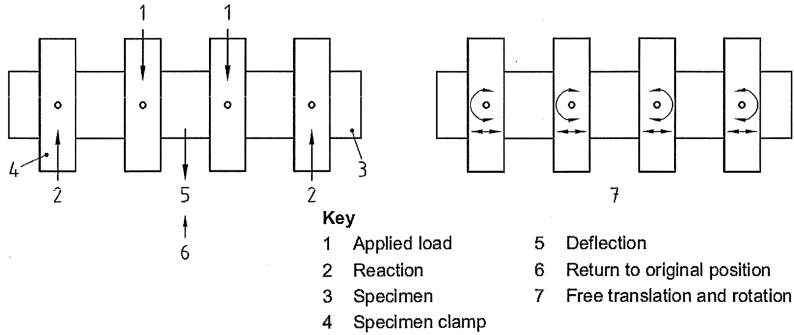 1 1
4 2 5 2 3
6
7
Key
1 Applied load
2 Reaction
3 Specimen
4 Specimen clamp
5 Deflection
6 Return to original position
7 Free translation and rotation